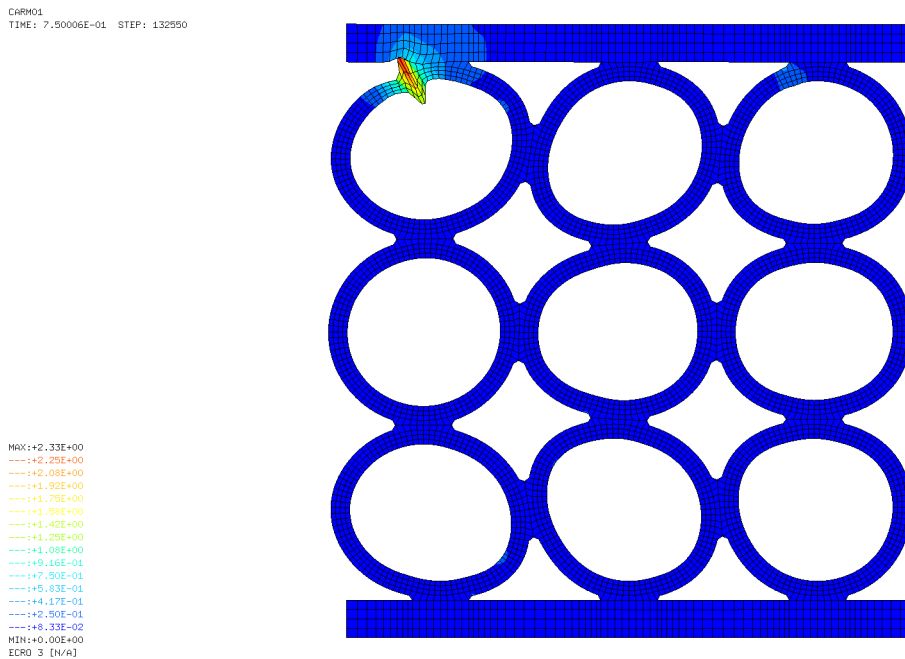 CARMO1
TIME: 7.50006E-01 STEP: 132550
MAX:+2.33E+00
---:+2.25E+00
---:+2.08E+00
---:+1.92E+00
---:+1.75E+00
---:+1.58E+00
---:+1.42E+00
---:+1.25E+00
---:+1.08E+00
---:+9.16E-01
---:+7.50E-01
---:+5.83E-01
---:+4.17E-01
---:+2.50E-01
---:+8.33E-02
MIN:+0.00E+00
ECRO 3 [N/A]